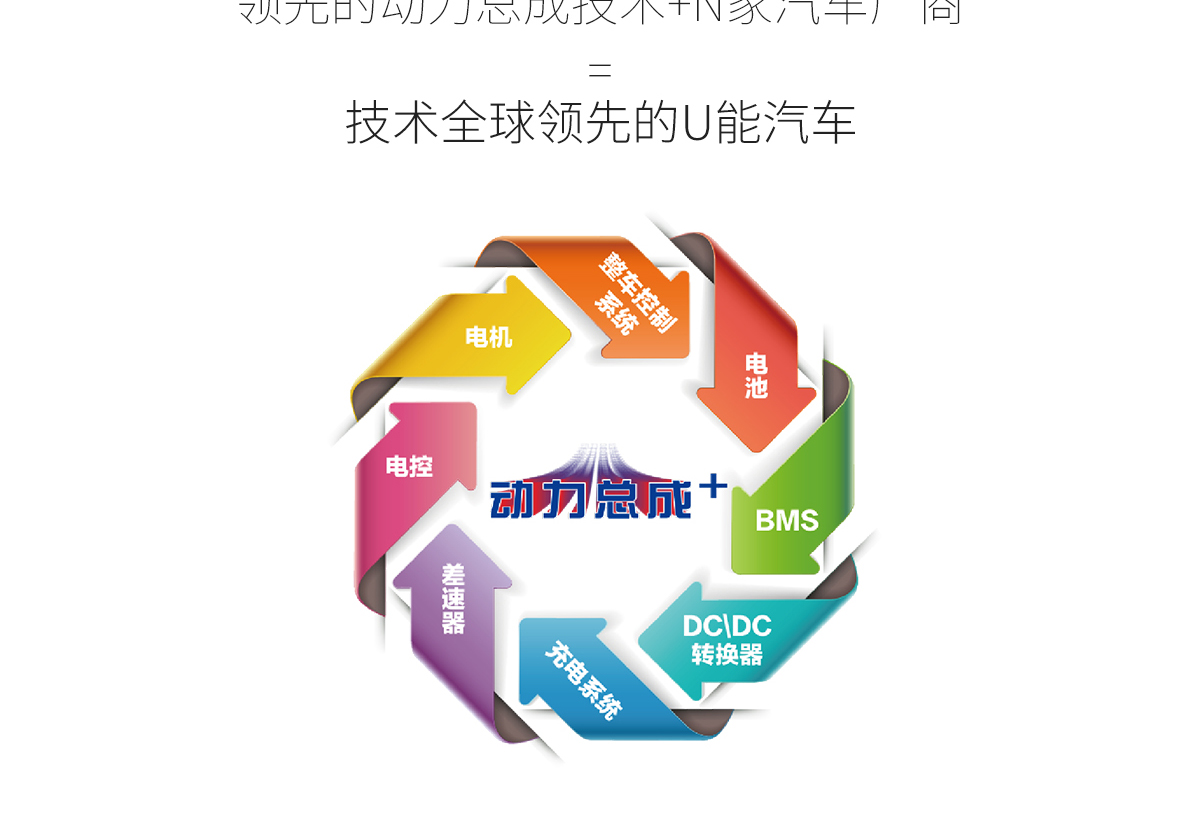 领先的动力总成技术+N家汽车厂商
=
技术全球领先的U能汽车
整车控制
系统
电机
电
池
电控
动力总成+
BMS
差
速
器
DC\DC
转换器
充电系统